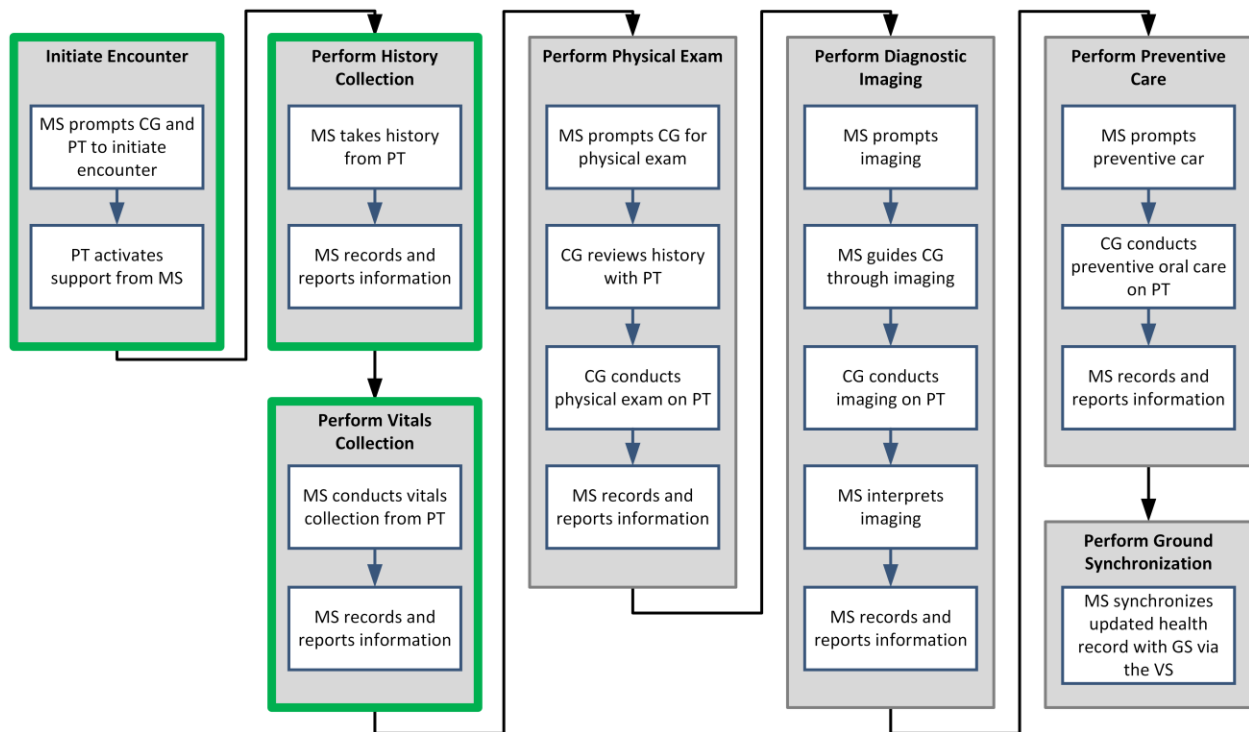 Initiate Encounter
MS prompts CG and
PT to initiate
encounter
PT activates
support from MS
Perform History
Collection
MS takes history
from PT
MS records and
reports information
Perform Vitals
Collection
MS conducts vitals
collection from PT
MS records and
reports information
Perform Physical Exam
MS prompts CG for
physical exam
CG reviews history
with PT
CG conducts
physical exam on PT
MS records and
reports information
Perform Diagnostic
Imaging
MS prompts
imaging
MS guides CG
through imaging
CG conducts
imaging on PT
MS interprets
imaging
MS records and
reports information
Perform Preventive
Care
MS prompts
preventive car
CG conducts
preventive oral care
on PT
MS records and
reports information
Perform Ground
Synchronization
MS synchronizes
updated health
record with GS via
the VS